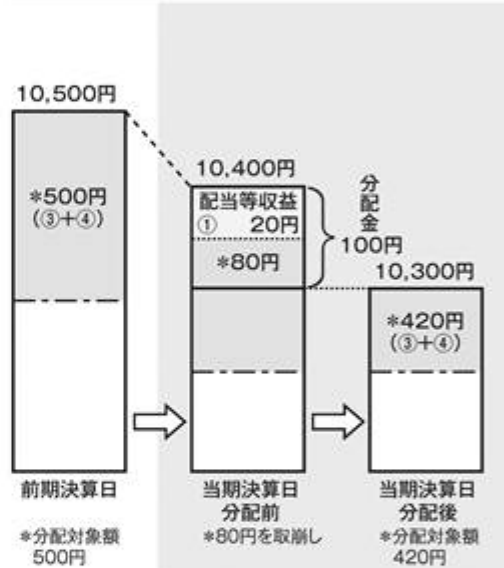 10,500円
*500円
(③+④)
前期決算日
*分配対象額
500円
10,400円
配当等収益
① 20円
*80円
分配金
100円
当期決算日
分配前
*80円を取崩し
10,300円
*420円
(③+④)
当期決算日
分配後
*分配対象額
420円